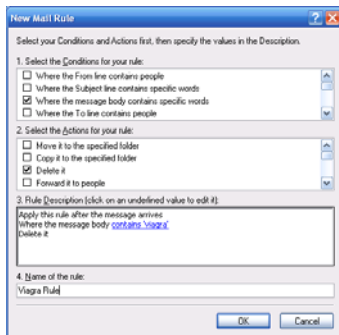 New Mail Rule
Select your Conditions and Actions first, then specify the values in the Description.
1. Select the Conditions for your rule:
Where the From line contains people
Where the Subject line contains specific words
Where the message body contains specific words
Where the To line contains people
2. Select the Actions for your rule:
Move it to the specified folder
Copy it to the specified folder
Delete it
Forward it to people
3. Rule Description (click on an underlined value to edit it):
Apply this rule after the message arrives
Where the message body contains 'viagra'
Delete it
4. Name of the rule:
Viagra Rule
OK Cancel